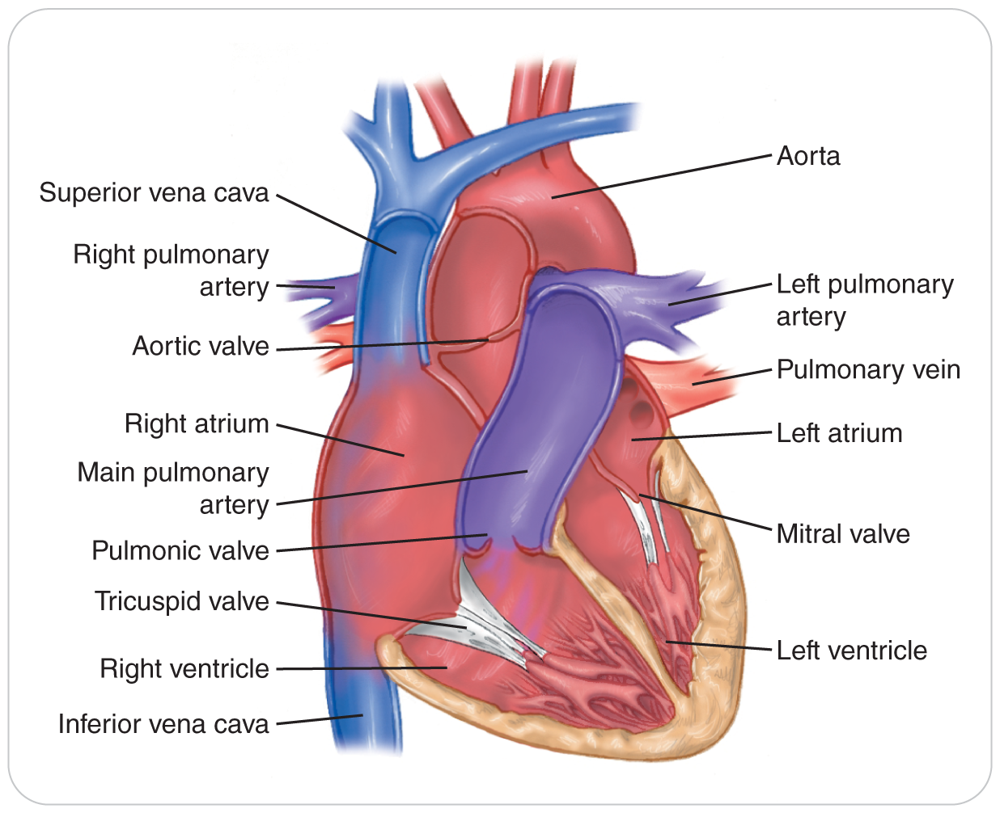 Superior vena cava
Right pulmonary
artery
Aortic valve
Right atrium
Main pulmonary
artery
Pulmonic valve
Tricuspid valve
Right ventricle
Inferior vena cava
Aorta
Left pulmonary
artery
Pulmonary vein
Left atrium
Mitral valve
Left ventricle